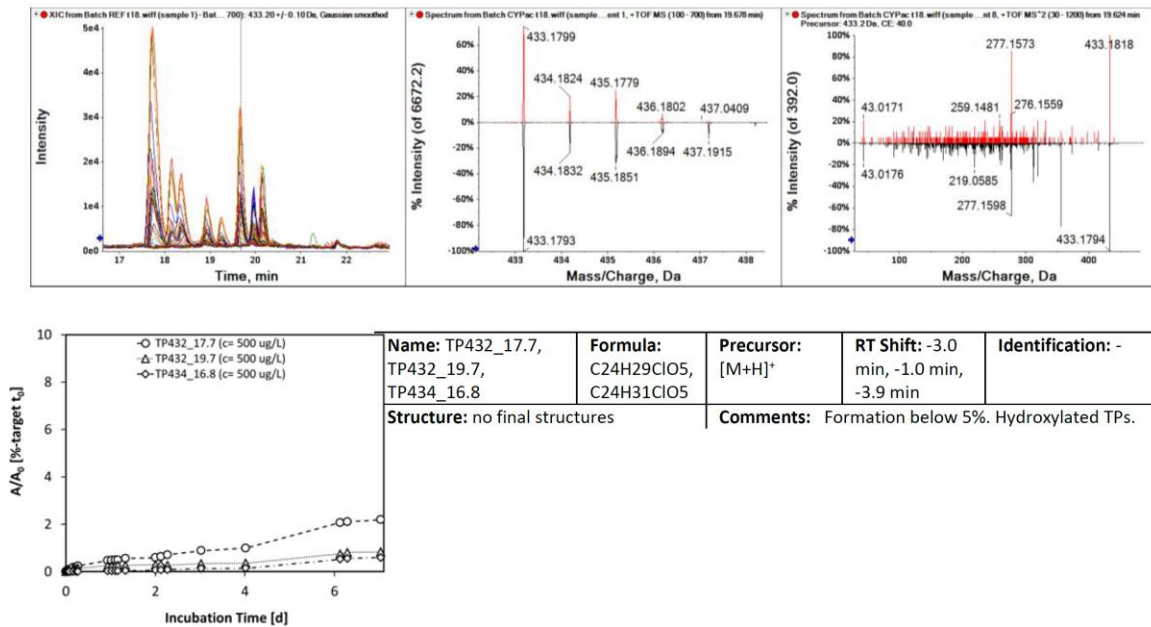 XIC from Batch REF t18.wiff (sample 1) - Bat... 700): 433.20 +/- 0.10 Da, Gaussian smoothed
5e4
4e4
3e4
2e4
1e4
0e0
Intensity
17 18 19 20 21 22
Time, min
Spectrum from Batch CYPac t18.wiff (sample ...ent 1, +TOF MS (100 - 700) from 19.678 min
% Intensity (of 6672.2)
60%
40%
20%
0%
-20%
-40%
-60%
-80%
-100%
433.1799
434.1824
435.1779
436.1802
437.0409
434.1832
435.1851
436.1894
437.1915
433.1793
433 434 435 436 437 438
Mass/Charge, Da
Spectrum from Batch CYPac t18.wiff (sample ...nt 8, +TOF MS^2 (30 - 1200) from 19.624 min
Precursor: 433.2 Da, CE: 40.0
% Intensity (of 392.0)
80%
60%
40%
20%
0%
-20%
-40%
-60%
-80%
-100%
277.1573
433.1818
43.0171
259.1481
276.1559
43.0176
219.0585
277.1598
433.1794
100 200 300 400
Mass/Charge, Da
A/A0 [%-target t0]
10
8
6
4
2
0
TP432_17.7 (c= 500 ug/L)
TP432_19.7 (c= 500 ug/L)
TP434_16.8 (c= 500 ug/L)
0 2 4 6
Incubation Time [d]
Name: TP432_17.7,
TP432_19.7,
TP434_16.8
Formula:
C24H29ClO5,
C24H31ClO5
Precursor:
[M+H]+
RT Shift: -3.0
min, -1.0 min,
-3.9 min
Identification: -
Structure: no final structures
Comments: Formation below 5%. Hydroxylated TPs.